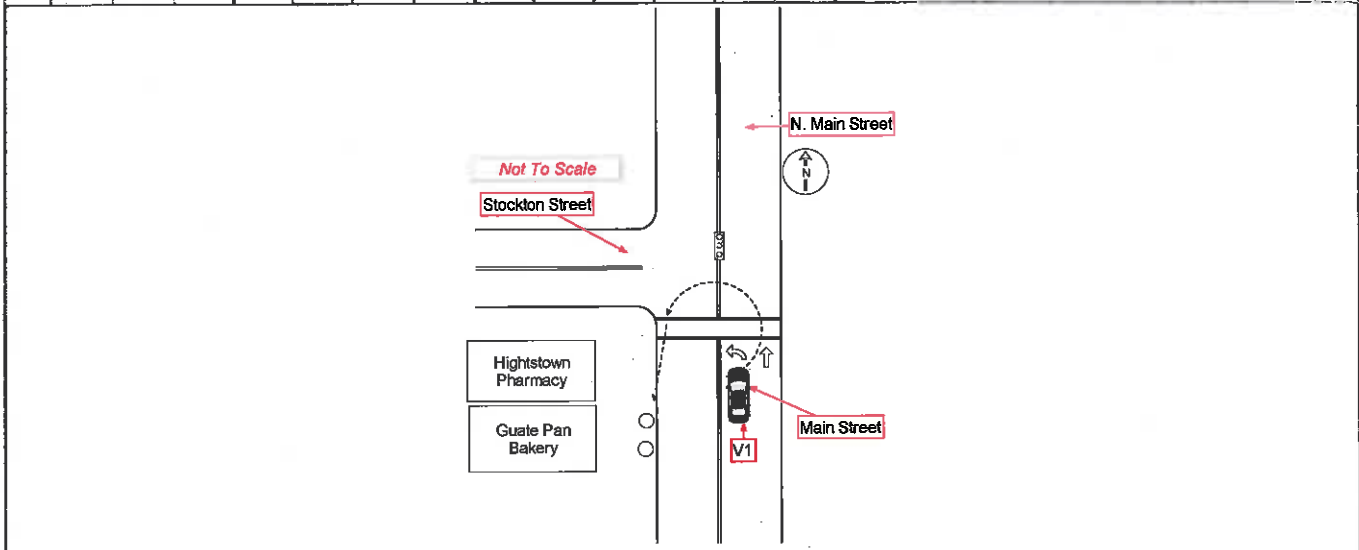 N. Main Street
N
Not To Scale
Stockton Street
Hightstown
Pharmacy
Guate Pan
Bakery
Main Street
V1